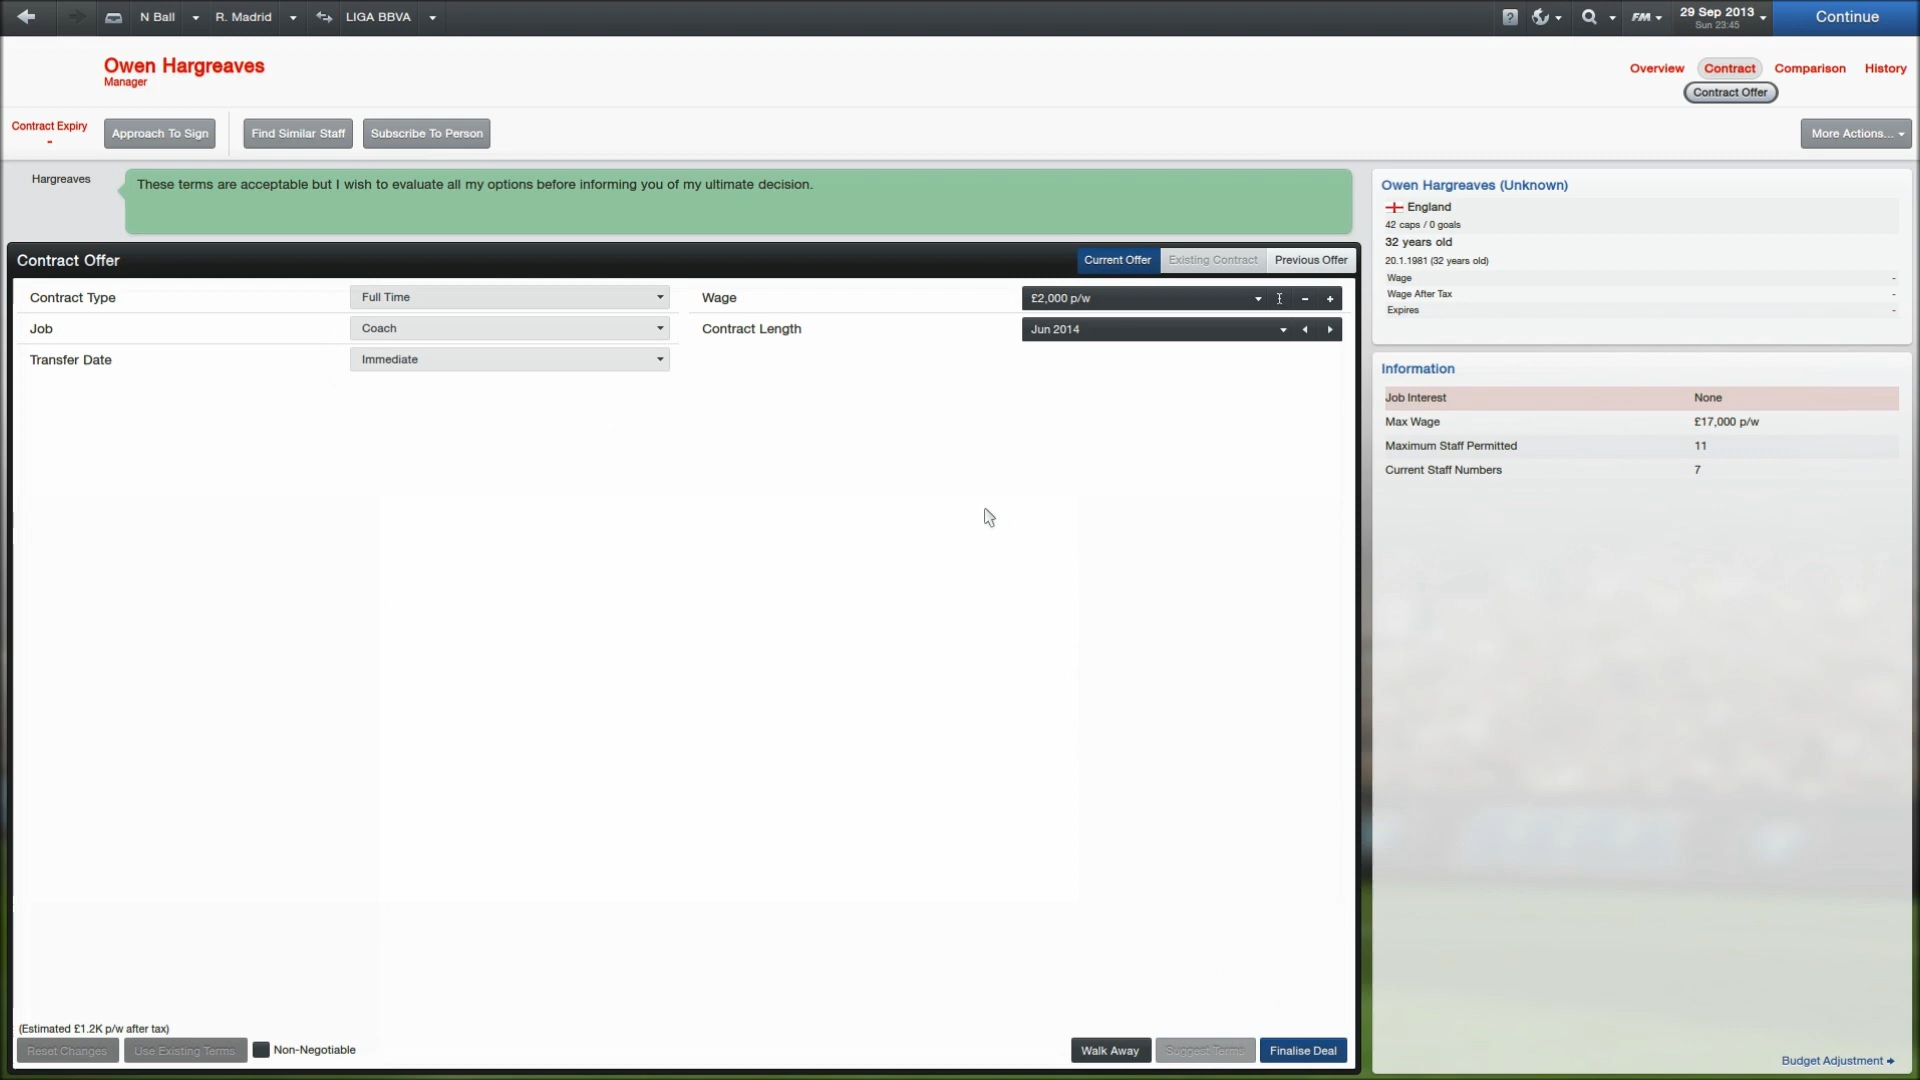 N Ball
R. Madrid
LIGA BBVA
?
FM
29 Sep 2013
Sun 23:45
Continue
Owen Hargreaves
Manager
Overview
Contract
Comparison
History
Contract Offer
Contract Expiry
-
Approach To Sign
Find Similar Staff
Subscribe To Person
More Actions...
Hargreaves
These terms are acceptable but I wish to evaluate all my options before informing you of my ultimate decision.
Contract Offer
Current Offer
Existing Contract
Previous Offer
Contract Type
Full Time
Wage
£2,000 p/w
- +
Job
Coach
Contract Length
Jun 2014
Transfer Date
Immediate
Owen Hargreaves (Unknown)
England
42 caps / 0 goals
32 years old
20.1.1981 (32 years old)
Wage -
Wage After Tax -
Expires -
Information
Job Interest None
Max Wage £17,000 p/w
Maximum Staff Permitted 11
Current Staff Numbers 7
(Estimated £1.2K p/w after tax)
Reset Changes
Use Existing Terms
Non-Negotiable
Walk Away
Suggest Terms
Finalise Deal
Budget Adjustment